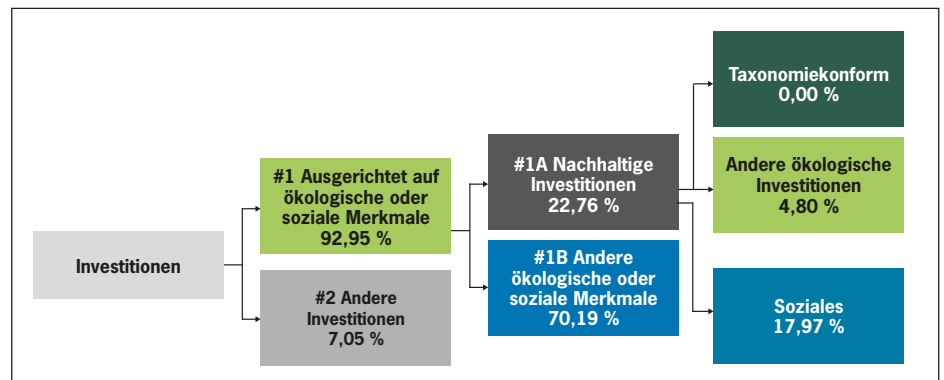 Investitionen
#1 Ausgerichtet auf
ökologische oder
soziale Merkmale
92,95 %
#2 Andere
Investitionen
7,05 %
#1A Nachhaltige
Investitionen
22,76 %
#1B Andere
ökologische oder
soziale Merkmale
70,19 %
Taxonomiekonform
0,00 %
Andere ökologische
Investitionen
4,80 %
Soziales
17,97 %